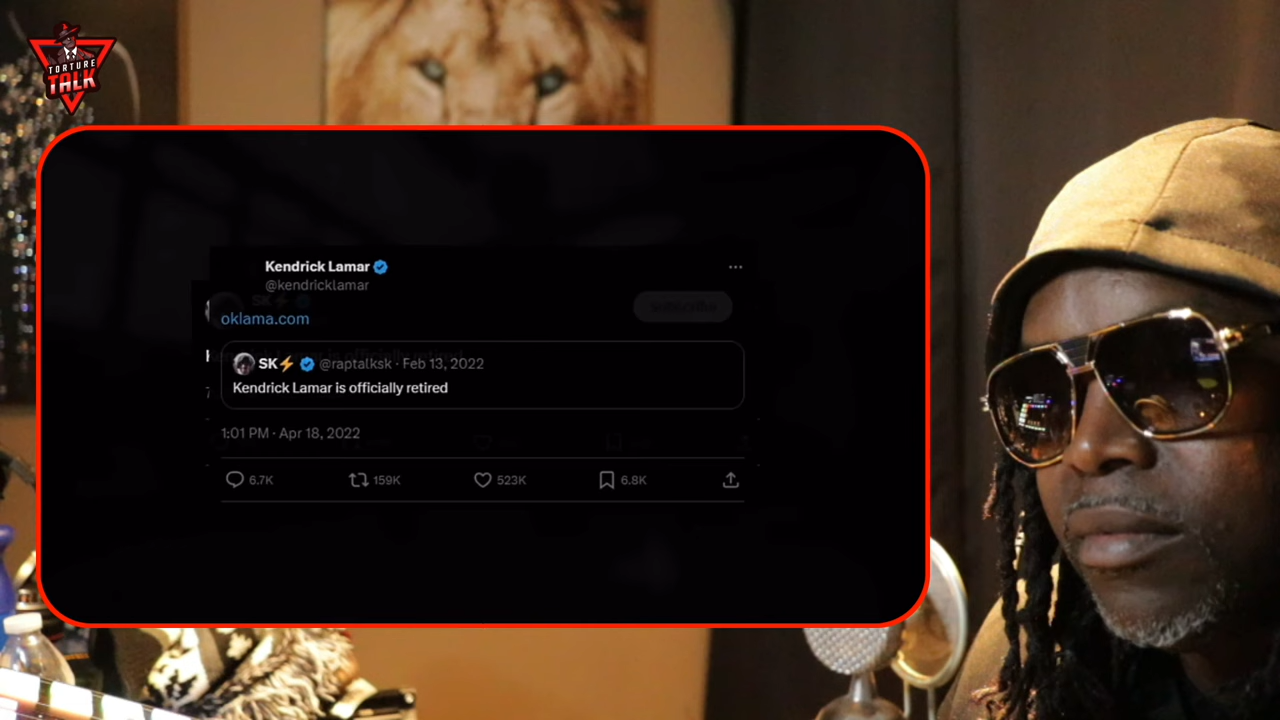 TORTURE
TALK
Kendrick Lamar
@kendricklamar
oklama.com
SK⚡ @raptalksk · Feb 13, 2022
Kendrick Lamar is officially retired
1:01 PM · Apr 18, 2022
6.7K 159K 523K 6.8K